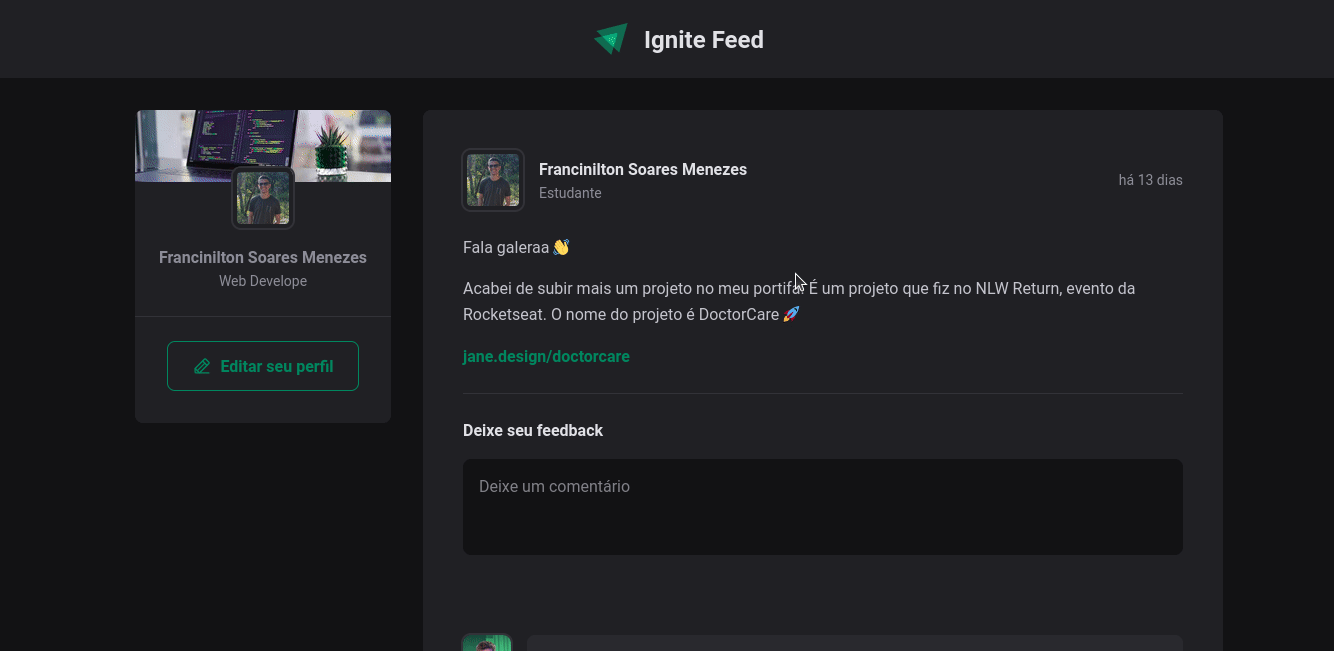 Ignite Feed
Francinilton Soares Menezes
Web Develope
Editar seu perfil
Francinilton Soares Menezes
Estudante
há 13 dias
Fala galeraa 👋
Acabei de subir mais um projeto no meu portifa. É um projeto que fiz no NLW Return, evento da
Rocketseat. O nome do projeto é DoctorCare 🚀
jane.design/doctorcare
Deixe seu feedback
Deixe um comentário